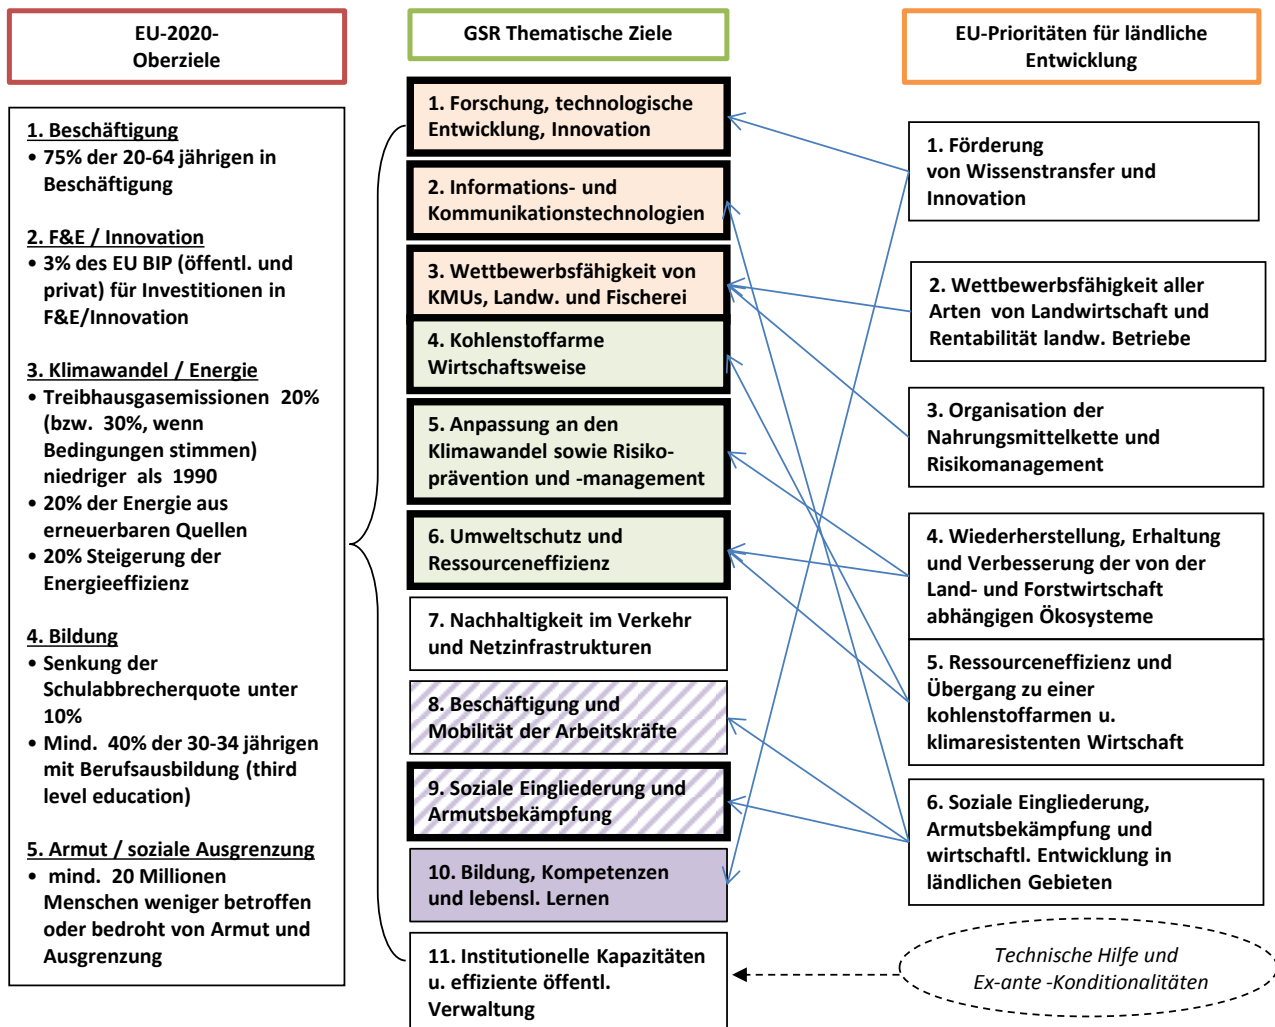 EU-2020-
Oberziele
1. Beschäftigung
• 75% der 20-64 jährigen in
Beschäftigung
2. F&E / Innovation
• 3% des EU BIP (öffentl. und
privat) für Investitionen in
F&E/Innovation
3. Klimawandel / Energie
• Treibhausgasemissionen 20%
(bzw. 30%, wenn
Bedingungen stimmen)
niedriger als 1990
• 20% der Energie aus
erneuerbaren Quellen
• 20% Steigerung der
Energieeffizienz
4. Bildung
• Senkung der
Schulabbrecherquote unter
10%
• Mind. 40% der 30-34 jährigen
mit Berufsausbildung (third
level education)
5. Armut / soziale Ausgrenzung
• mind. 20 Millionen
Menschen weniger betroffen
oder bedroht von Armut und
Ausgrenzung
GSR Thematische Ziele
1. Forschung, technologische
Entwicklung, Innovation
2. Informations- und
Kommunikationstechnologien
3. Wettbewerbsfähigkeit von
KMUs, Landw. und Fischerei
4. Kohlenstoffarme
Wirtschaftsweise
5. Anpassung an den
Klimawandel sowie Risiko-
prävention und -management
6. Umweltschutz und
Ressourceneffizienz
7. Nachhaltigkeit im Verkehr
und Netzinfrastrukturen
8. Beschäftigung und
Mobilität der Arbeitskräfte
9. Soziale Eingliederung und
Armutsbekämpfung
10. Bildung, Kompetenzen
und lebensl. Lernen
11. Institutionelle Kapazitäten
u. effiziente öffentl.
Verwaltung
EU-Prioritäten für ländliche
Entwicklung
1. Förderung
von Wissenstransfer und
Innovation
2. Wettbewerbsfähigkeit aller
Arten von Landwirtschaft und
Rentabilität landw. Betriebe
3. Organisation der
Nahrungsmittelkette und
Risikomanagement
4. Wiederherstellung, Erhaltung
und Verbesserung der von der
Land- und Forstwirtschaft
abhängigen Ökosysteme
5. Ressourceneffizienz und
Übergang zu einer
kohlenstoffarmen u.
klimaresistenten Wirtschaft
6. Soziale Eingliederung,
Armutsbekämpfung und
wirtschaftl. Entwicklung in
ländlichen Gebieten
Technische Hilfe und
Ex-ante -Konditionalitäten